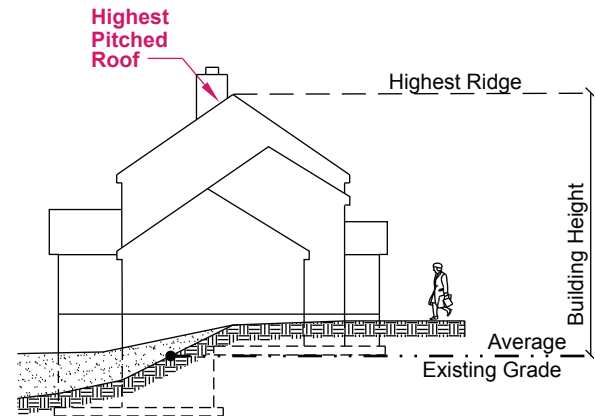 Highest
Pitched
Roof
Highest Ridge
Building Height
Average
Existing Grade